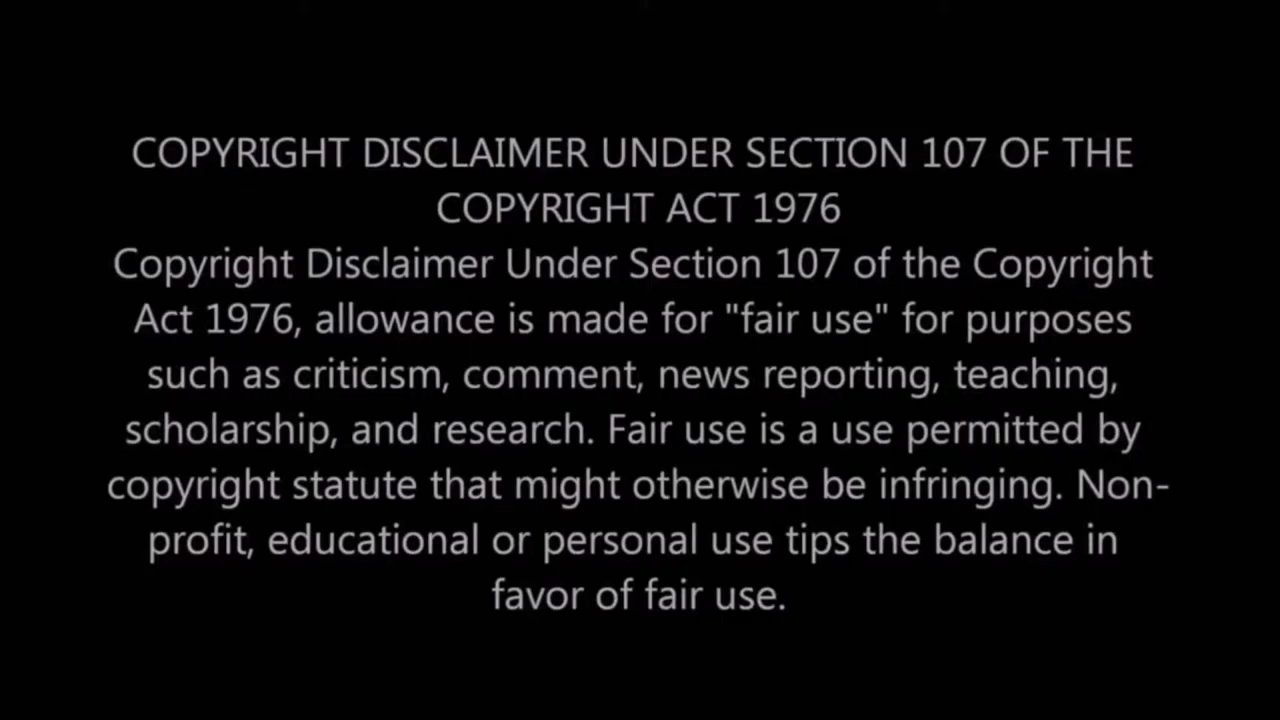 COPYRIGHT DISCLAIMER UNDER SECTION 107 OF THE
COPYRIGHT ACT 1976
Copyright Disclaimer Under Section 107 of the Copyright
Act 1976, allowance is made for "fair use" for purposes
such as criticism, comment, news reporting, teaching,
scholarship, and research. Fair use is a use permitted by
copyright statute that might otherwise be infringing. Non-
profit, educational or personal use tips the balance in
favor of fair use.